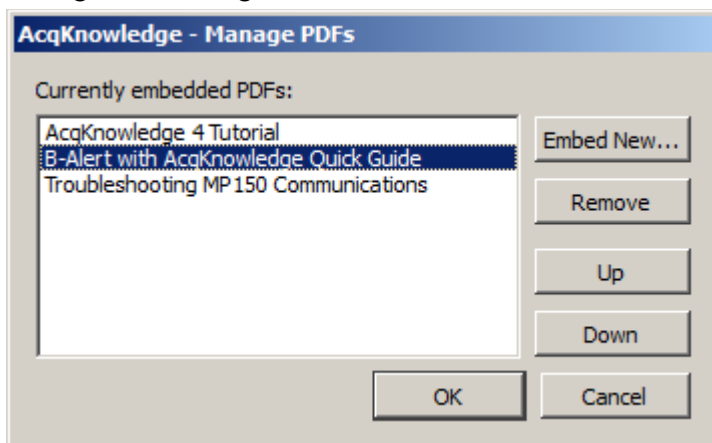 AcqKnowledge - Manage PDFs
Currently embedded PDFs:
AcqKnowledge 4 Tutorial
B-Alert with AcqKnowledge Quick Guide
Troubleshooting MP150 Communications
Embed New...
Remove
Up
Down
OK
Cancel